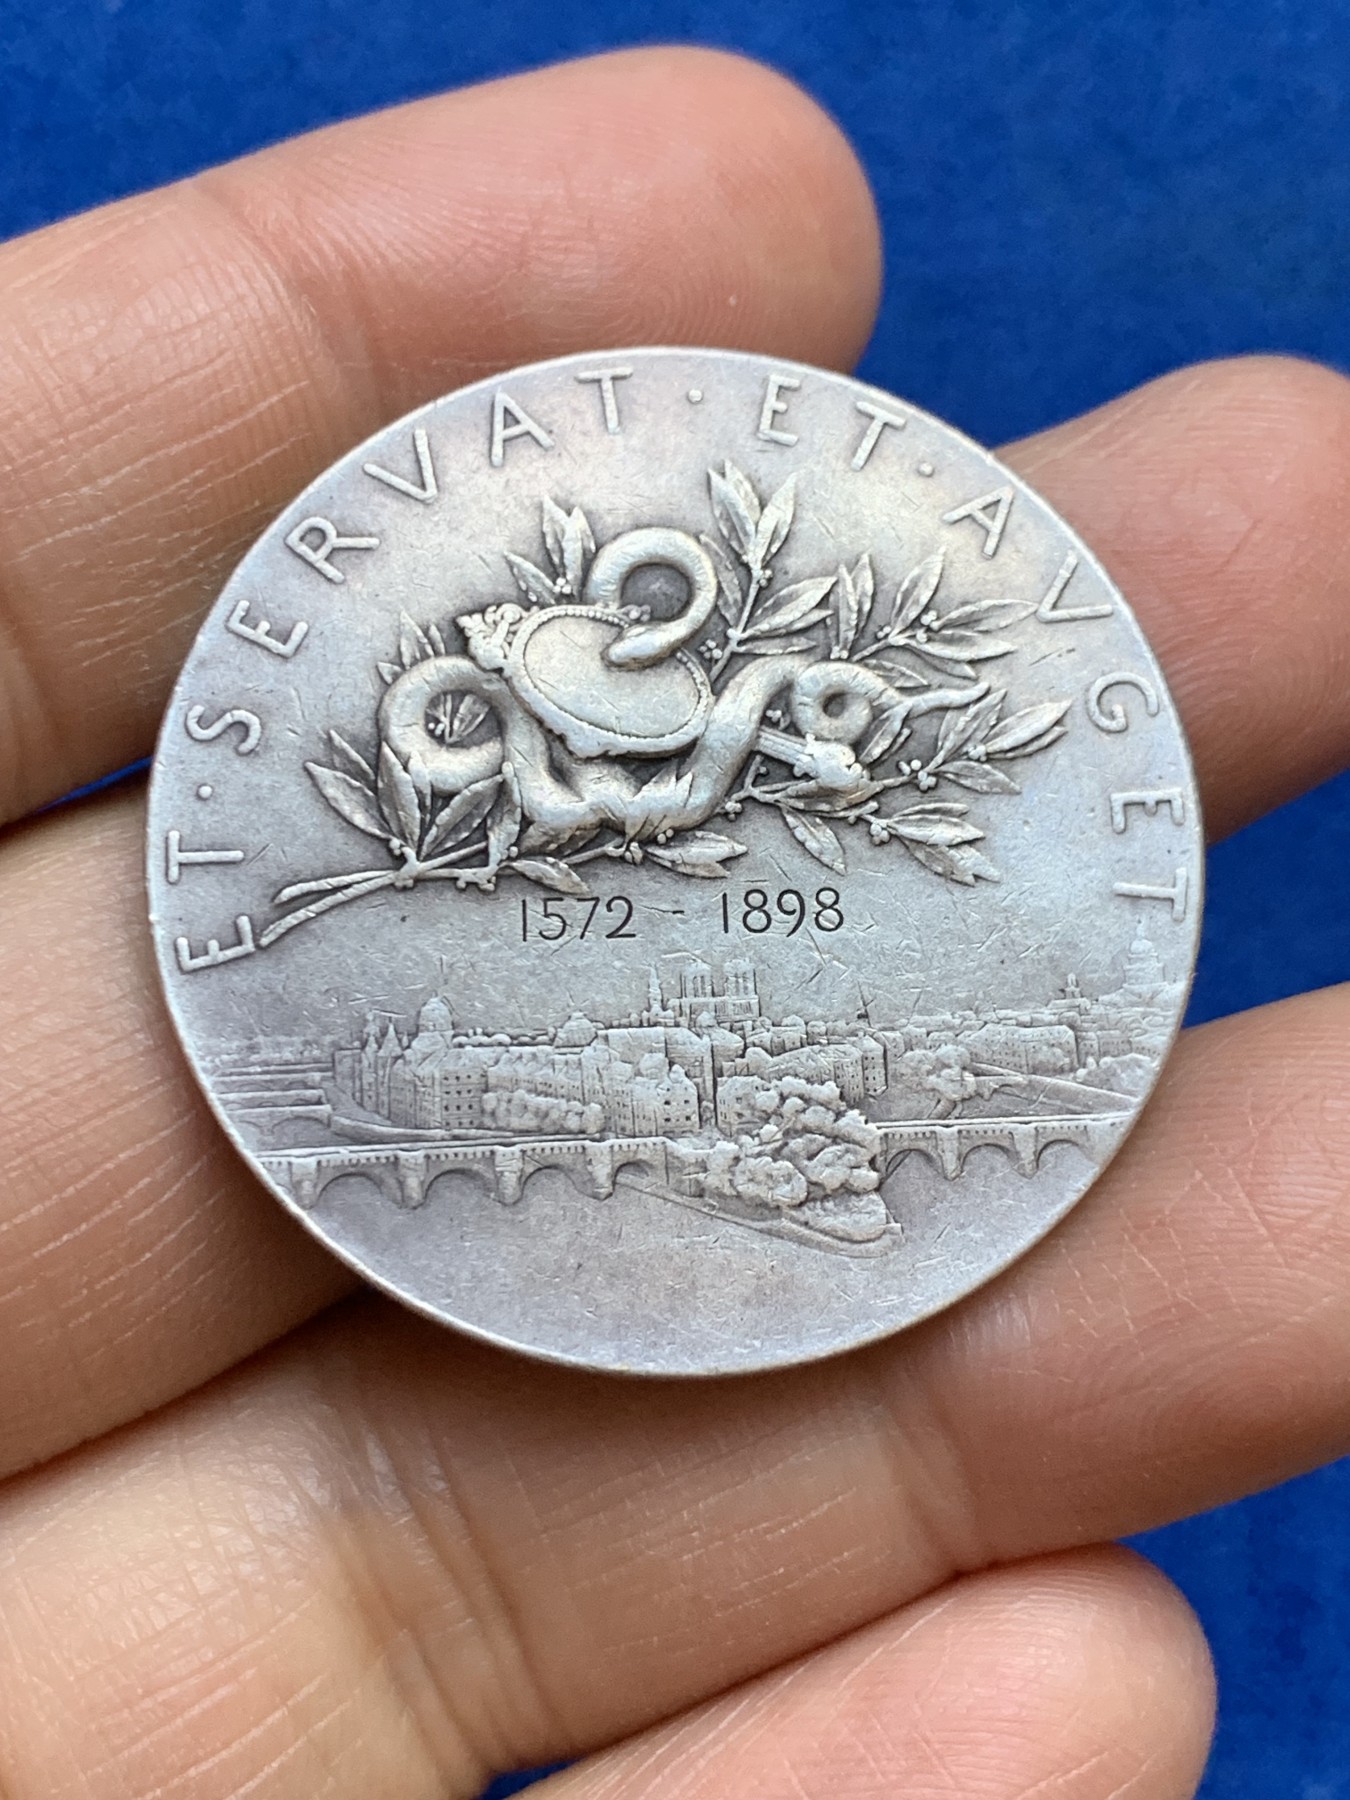 ET · SERVAT · ET · AVGET
1572 - 1898